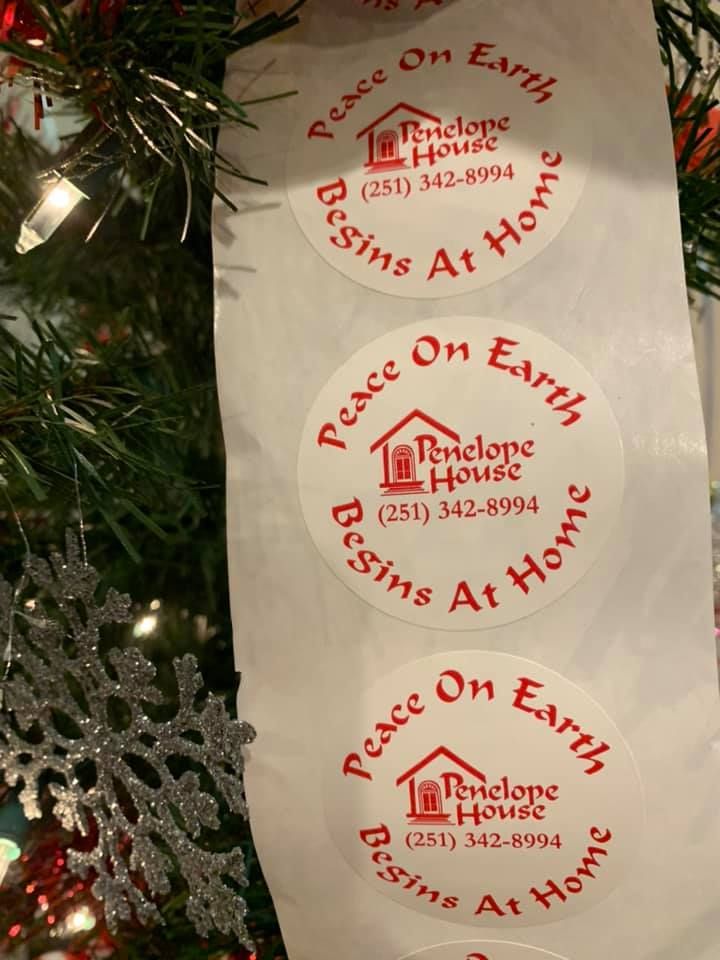 Peace On Earth
Penelope
House
(251) 342-8994
Begins At Home
Peace On Earth
Penelope
House
(251) 342-8994
Begins At Home
Peace On Earth
Penelope
House
(251) 342-8994
Begins At Home